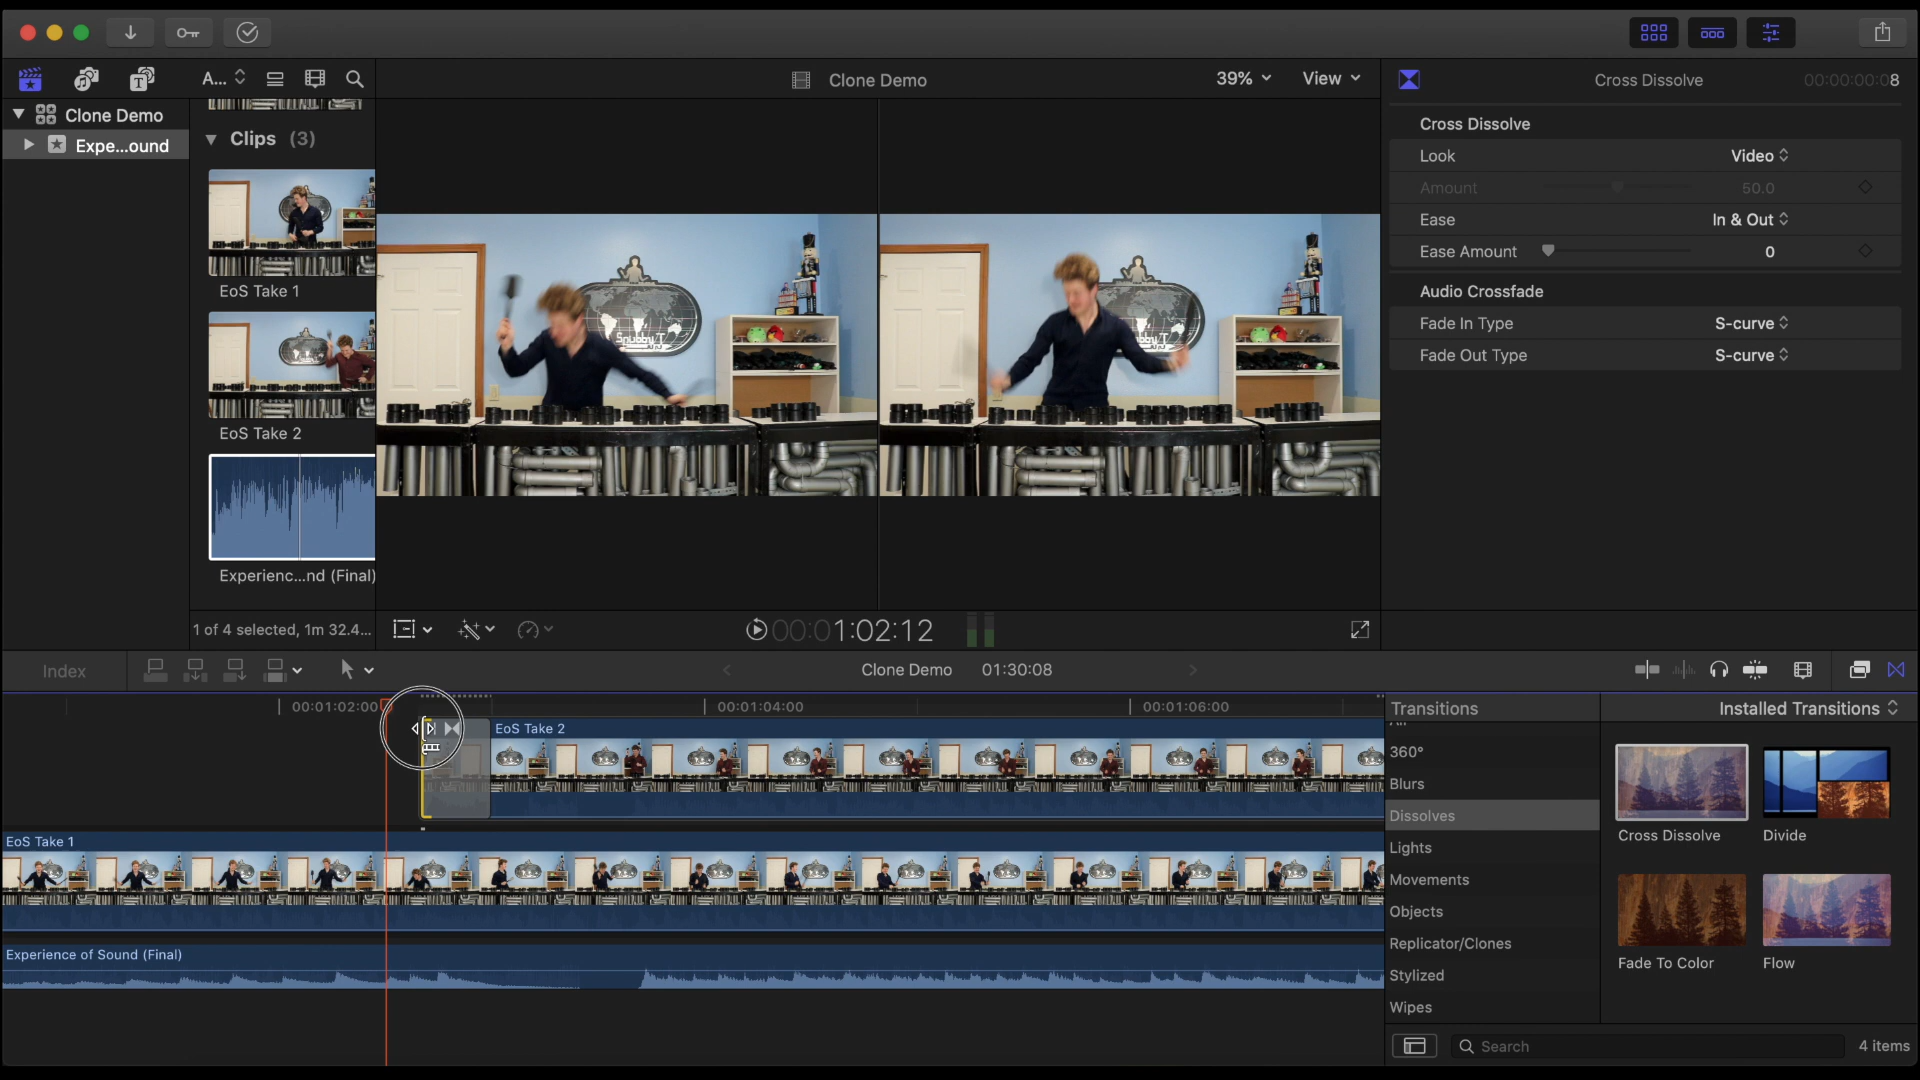 A...
Clone Demo
39%
View
Cross Dissolve
00:00:00:08
Clone Demo
Expe...ound
Clips (3)
EoS Take 1
EoS Take 2
Experienc...nd (Final)
1 of 4 selected, 1m 32.4...
Cross Dissolve
Look
Video
Amount
50.0
Ease
In & Out
Ease Amount
0
Audio Crossfade
Fade In Type
S-curve
Fade Out Type
S-curve
Snubby T
00:01:02:12
Index
Clone Demo
01:30:08
00:01:02:00
00:01:04:00
00:01:06:00
EoS Take 2
EoS Take 1
Experience of Sound (Final)
Transitions
Installed Transitions
All
360°
Blurs
Dissolves
Lights
Movements
Objects
Replicator/Clones
Stylized
Wipes
Cross Dissolve
Divide
Fade To Color
Flow
Search
4 items